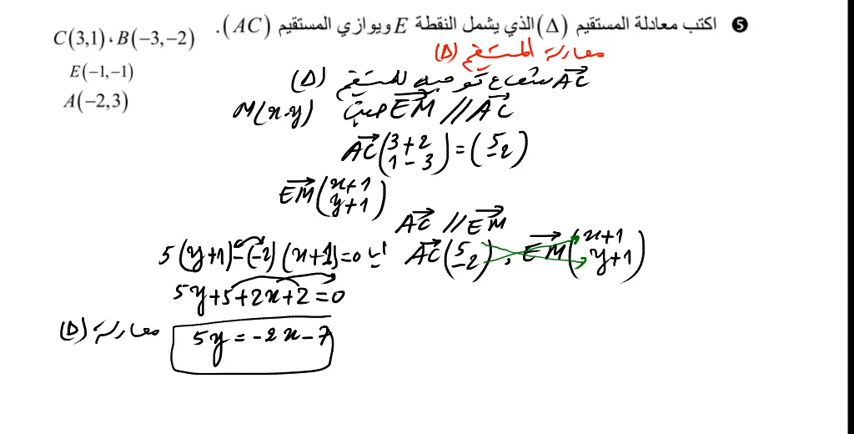 ❺ اكتب معادلة المستقيم (Δ) الذي يشمل النقطة E ويوازي المستقيم (AC).
C(3,1) ، B(−3,−2)
E(−1,−1)
A(−2,3)
معادلة المستقيم (Δ)
AC شعاع توجيه للمستقيم (Δ)
M(x,y) حيث EM // AC
AC(3+2 1−3) = (5 −2)
EM(x+1 y+1)
AC // EM
AC(5 −2) , EM(x+1 y+1)
5(y+1)−(−2)(x+1)=0
5y+5+2x+2=0
معادلة (Δ) 5y = −2x−7